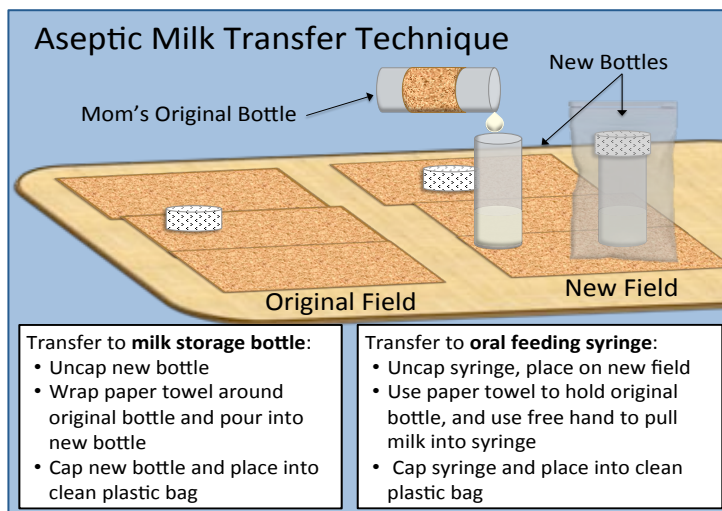 Aseptic Milk Transfer Technique
New Bottles
Mom's Original Bottle
Original Field
New Field
Transfer to milk storage bottle:
• Uncap new bottle
• Wrap paper towel around
original bottle and pour into
new bottle
• Cap new bottle and place into
clean plastic bag
Transfer to oral feeding syringe:
• Uncap syringe, place on new field
• Use paper towel to hold original
bottle, and use free hand to pull
milk into syringe
• Cap syringe and place into clean
plastic bag